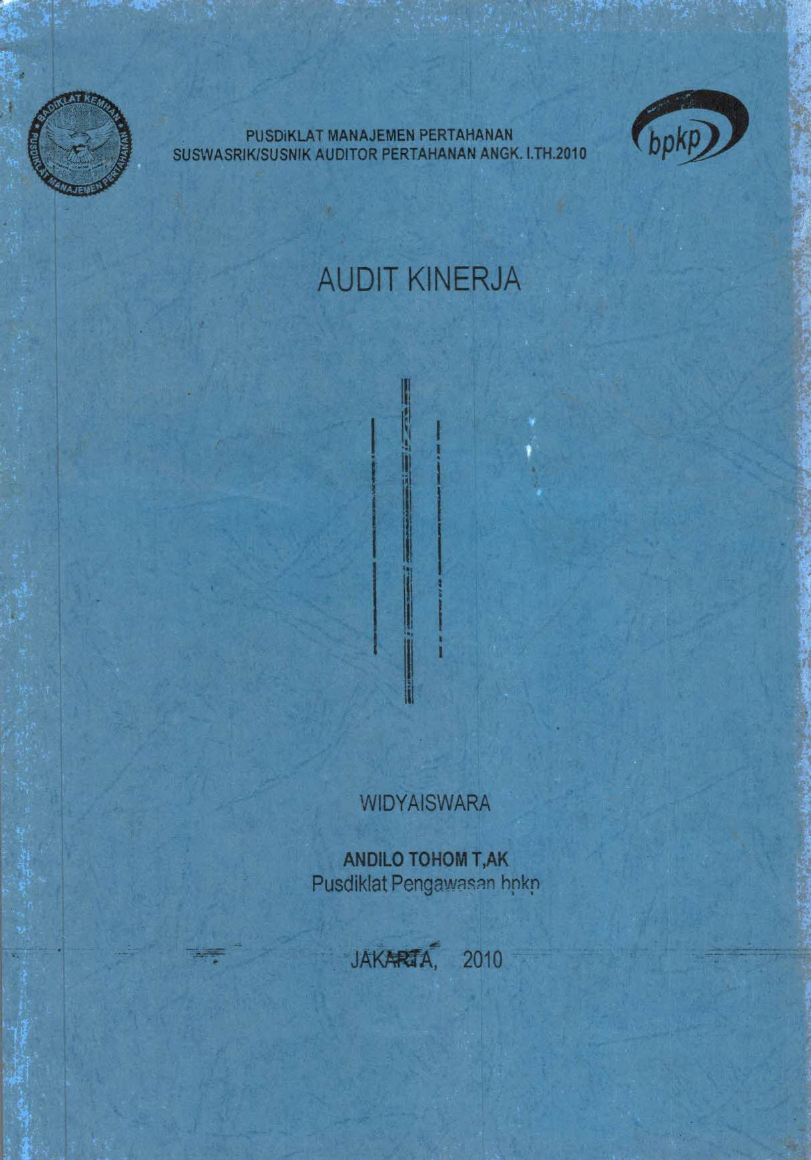 BADIKLAT KEMHAN
PUSDIKLAT MANAJEMEN PERTAHANAN
PUSDiKLAT MANAJEMEN PERTAHANAN
SUSWASRIK/SUSNIK AUDITOR PERTAHANAN ANGK. I.TH.2010
bpkp
AUDIT KINERJA
WIDYAISWARA
ANDILO TOHOM T,AK
Pusdiklat Pengawasan bpkp
JAKARTA, 2010